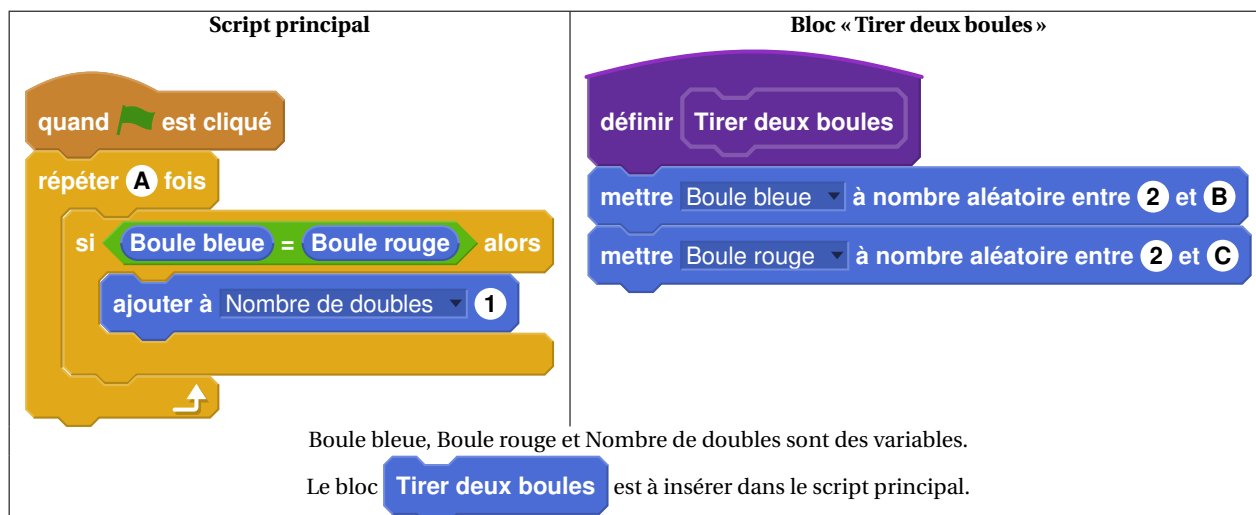 Script principal
quand est cliqué
répéter A fois
si Boule bleue = Boule rouge alors
ajouter à Nombre de doubles 1
Bloc « Tirer deux boules »
définir Tirer deux boules
mettre Boule bleue à nombre aléatoire entre 2 et B
mettre Boule rouge à nombre aléatoire entre 2 et C
Boule bleue, Boule rouge et Nombre de doubles sont des variables.
Le bloc Tirer deux boules est à insérer dans le script principal.